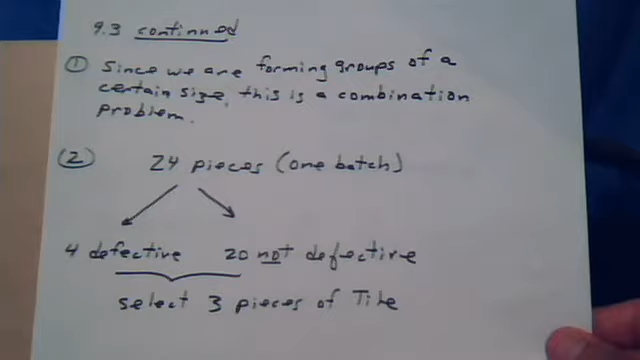 9.3 continued
① Since we are forming groups of a
certain size, this is a combination
problem.
② 24 pieces (one batch)
4 defective 20 not defective
select 3 pieces of Tile